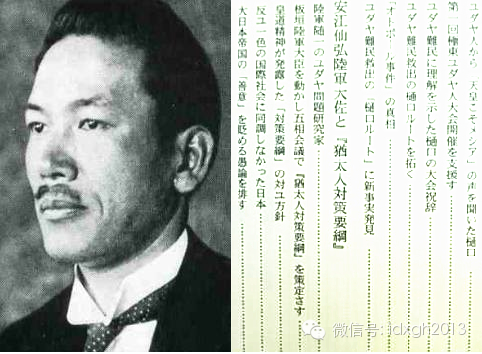 ユダヤ人から「天皇こそメシア」の声を聞いた樋口……
第一回極東ユダヤ人大会開催を支援す……
ユダヤ難民に理解を示した樋口の大会祝辞……
ユダヤ難民救出の樋口ルートを拓く……
「オトポール事件」の真相……
ユダヤ難民救出の「樋口ルート」に新事実発見……
安江仙弘陸軍大佐と『猶太人対策要綱』
陸軍随一のユダヤ問題研究家……
板垣陸軍大臣を動かし五相会議で『猶太人対策要綱』を策定さす
皇道精神が発露した「対策要綱」の対ユ方針……
反ユ一色の国際社会に同調しなかった日本……
大日本帝国の「善意」を貶める愚論を排す……
微信号: jdxgh2013